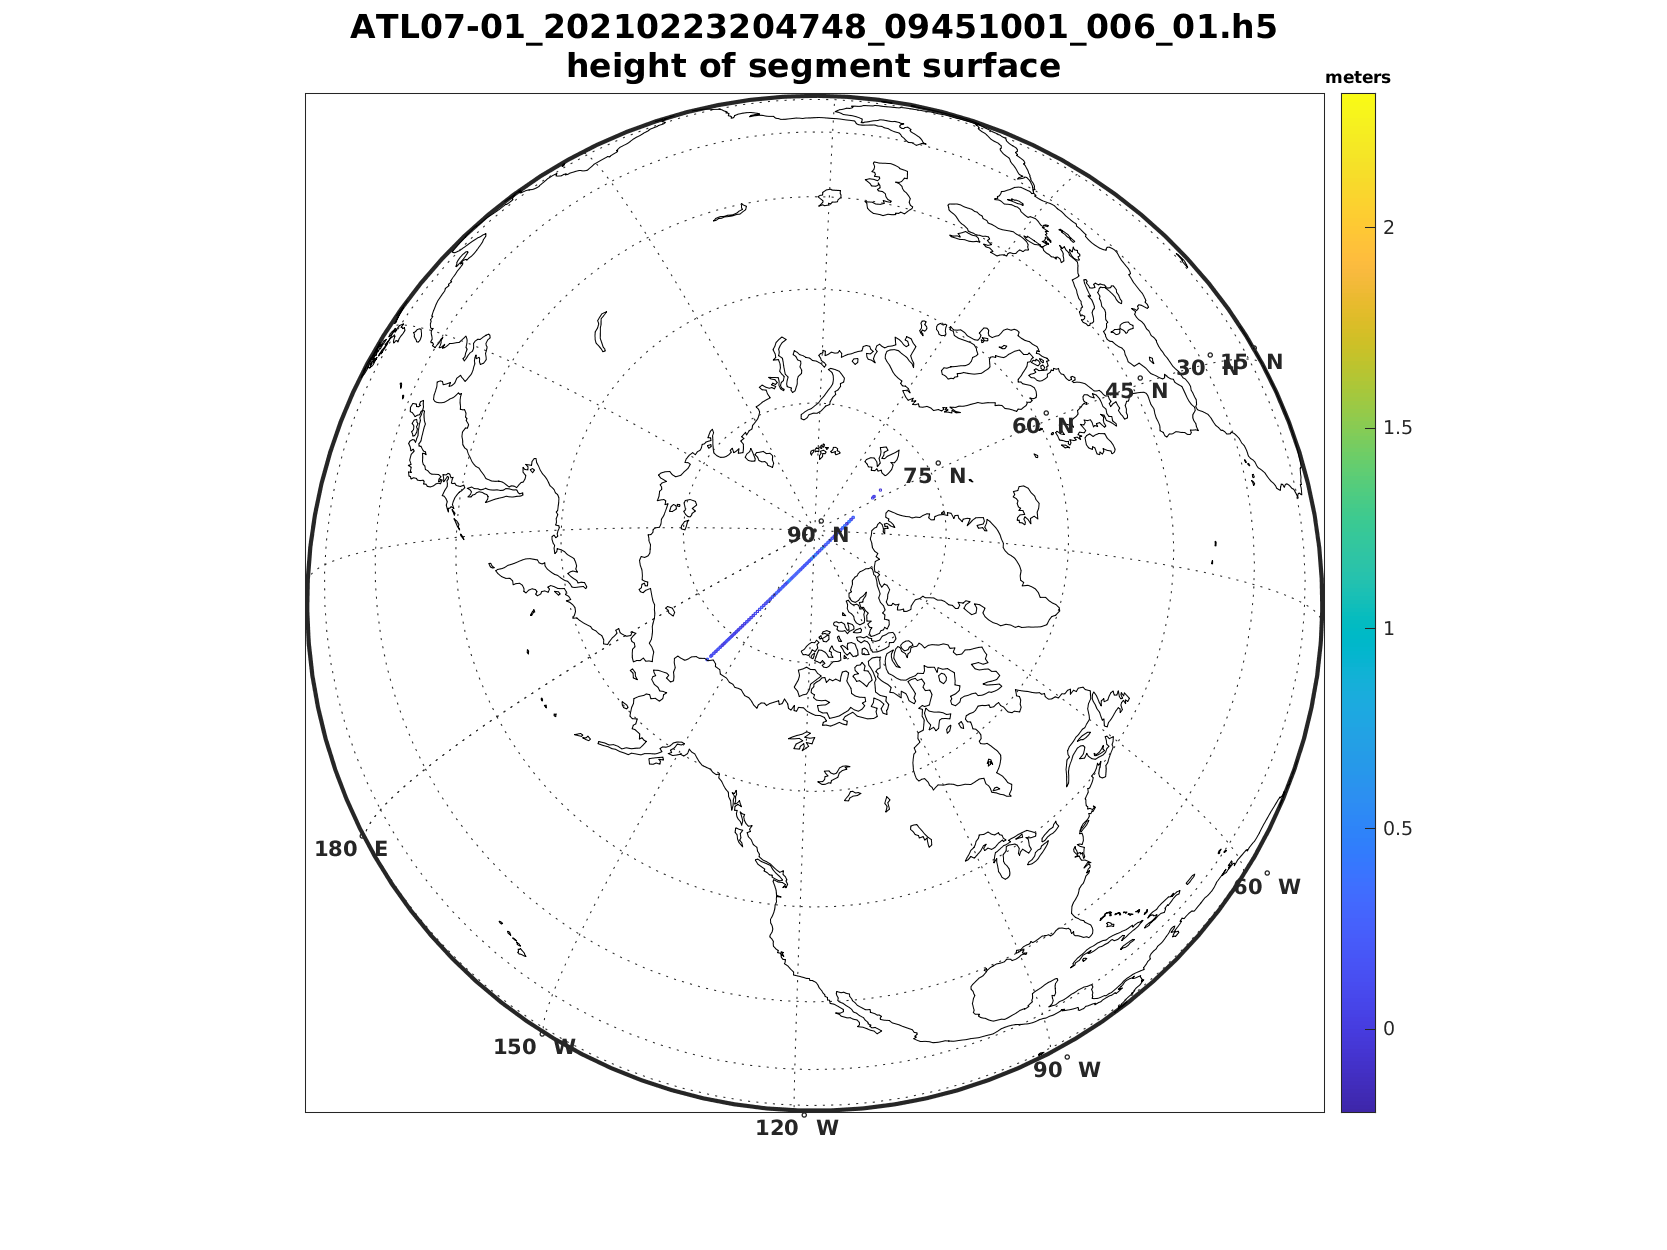 ATL07-01_20210223204748_09451001_006_01.h5
height of segment surface
meters
2
1.5
1
0.5
0
15° N
30° N
45° N
60° N
75° N
90° N
180° E
60° W
150° W
90° W
120° W